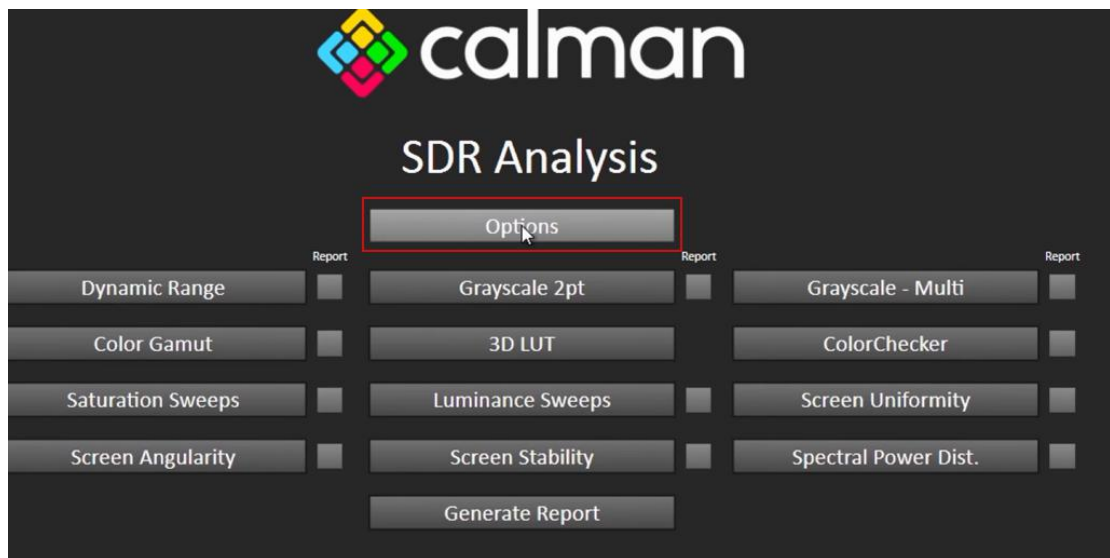 calman
SDR Analysis
Options
Report Report Report
Dynamic Range Grayscale 2pt Grayscale - Multi
Color Gamut 3D LUT ColorChecker
Saturation Sweeps Luminance Sweeps Screen Uniformity
Screen Angularity Screen Stability Spectral Power Dist.
Generate Report